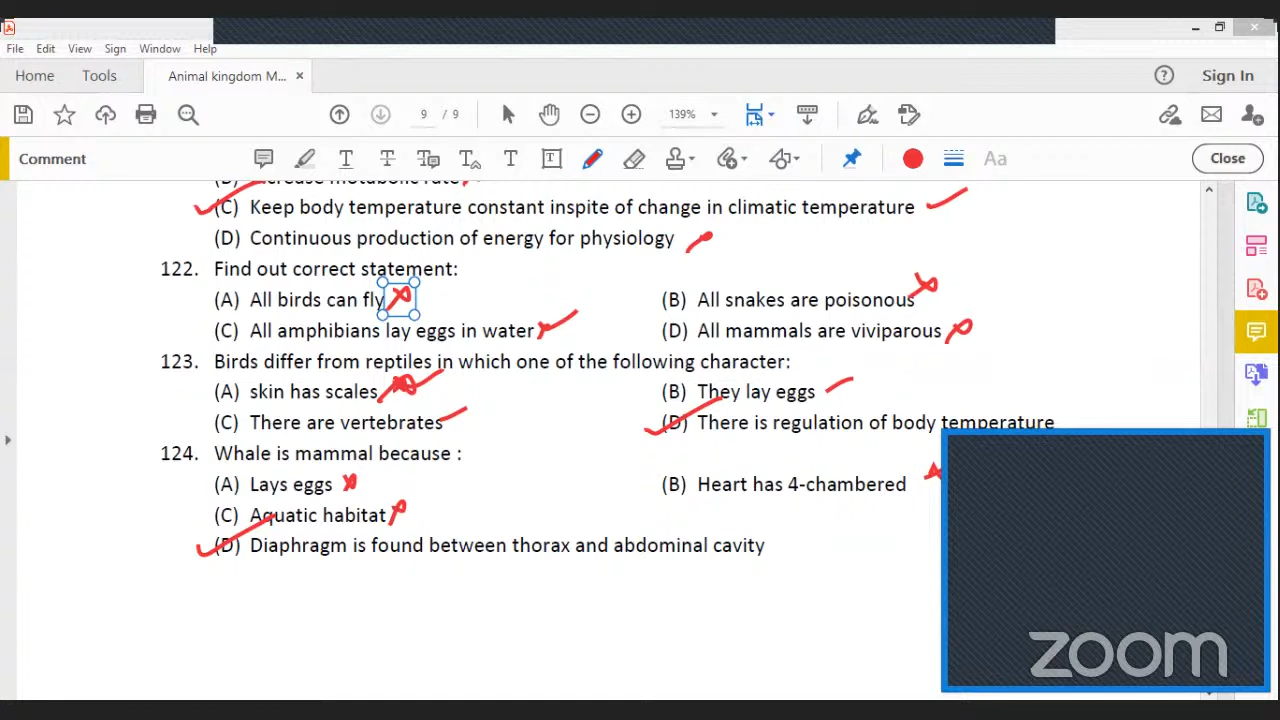 File Edit View Sign Window Help
Home Tools Animal kingdom M... × Sign In
9 / 9 139%
Comment Close
(B) Increase metabolic rate
(C) Keep body temperature constant inspite of change in climatic temperature
(D) Continuous production of energy for physiology
122. Find out correct statement:
(A) All birds can fly (B) All snakes are poisonous
(C) All amphibians lay eggs in water (D) All mammals are viviparous
123. Birds differ from reptiles in which one of the following character:
(A) skin has scales (B) They lay eggs
(C) There are vertebrates (D) There is regulation of body temperature
124. Whale is mammal because :
(A) Lays eggs (B) Heart has 4-chambered
(C) Aquatic habitat
(D) Diaphragm is found between thorax and abdominal cavity
zoom